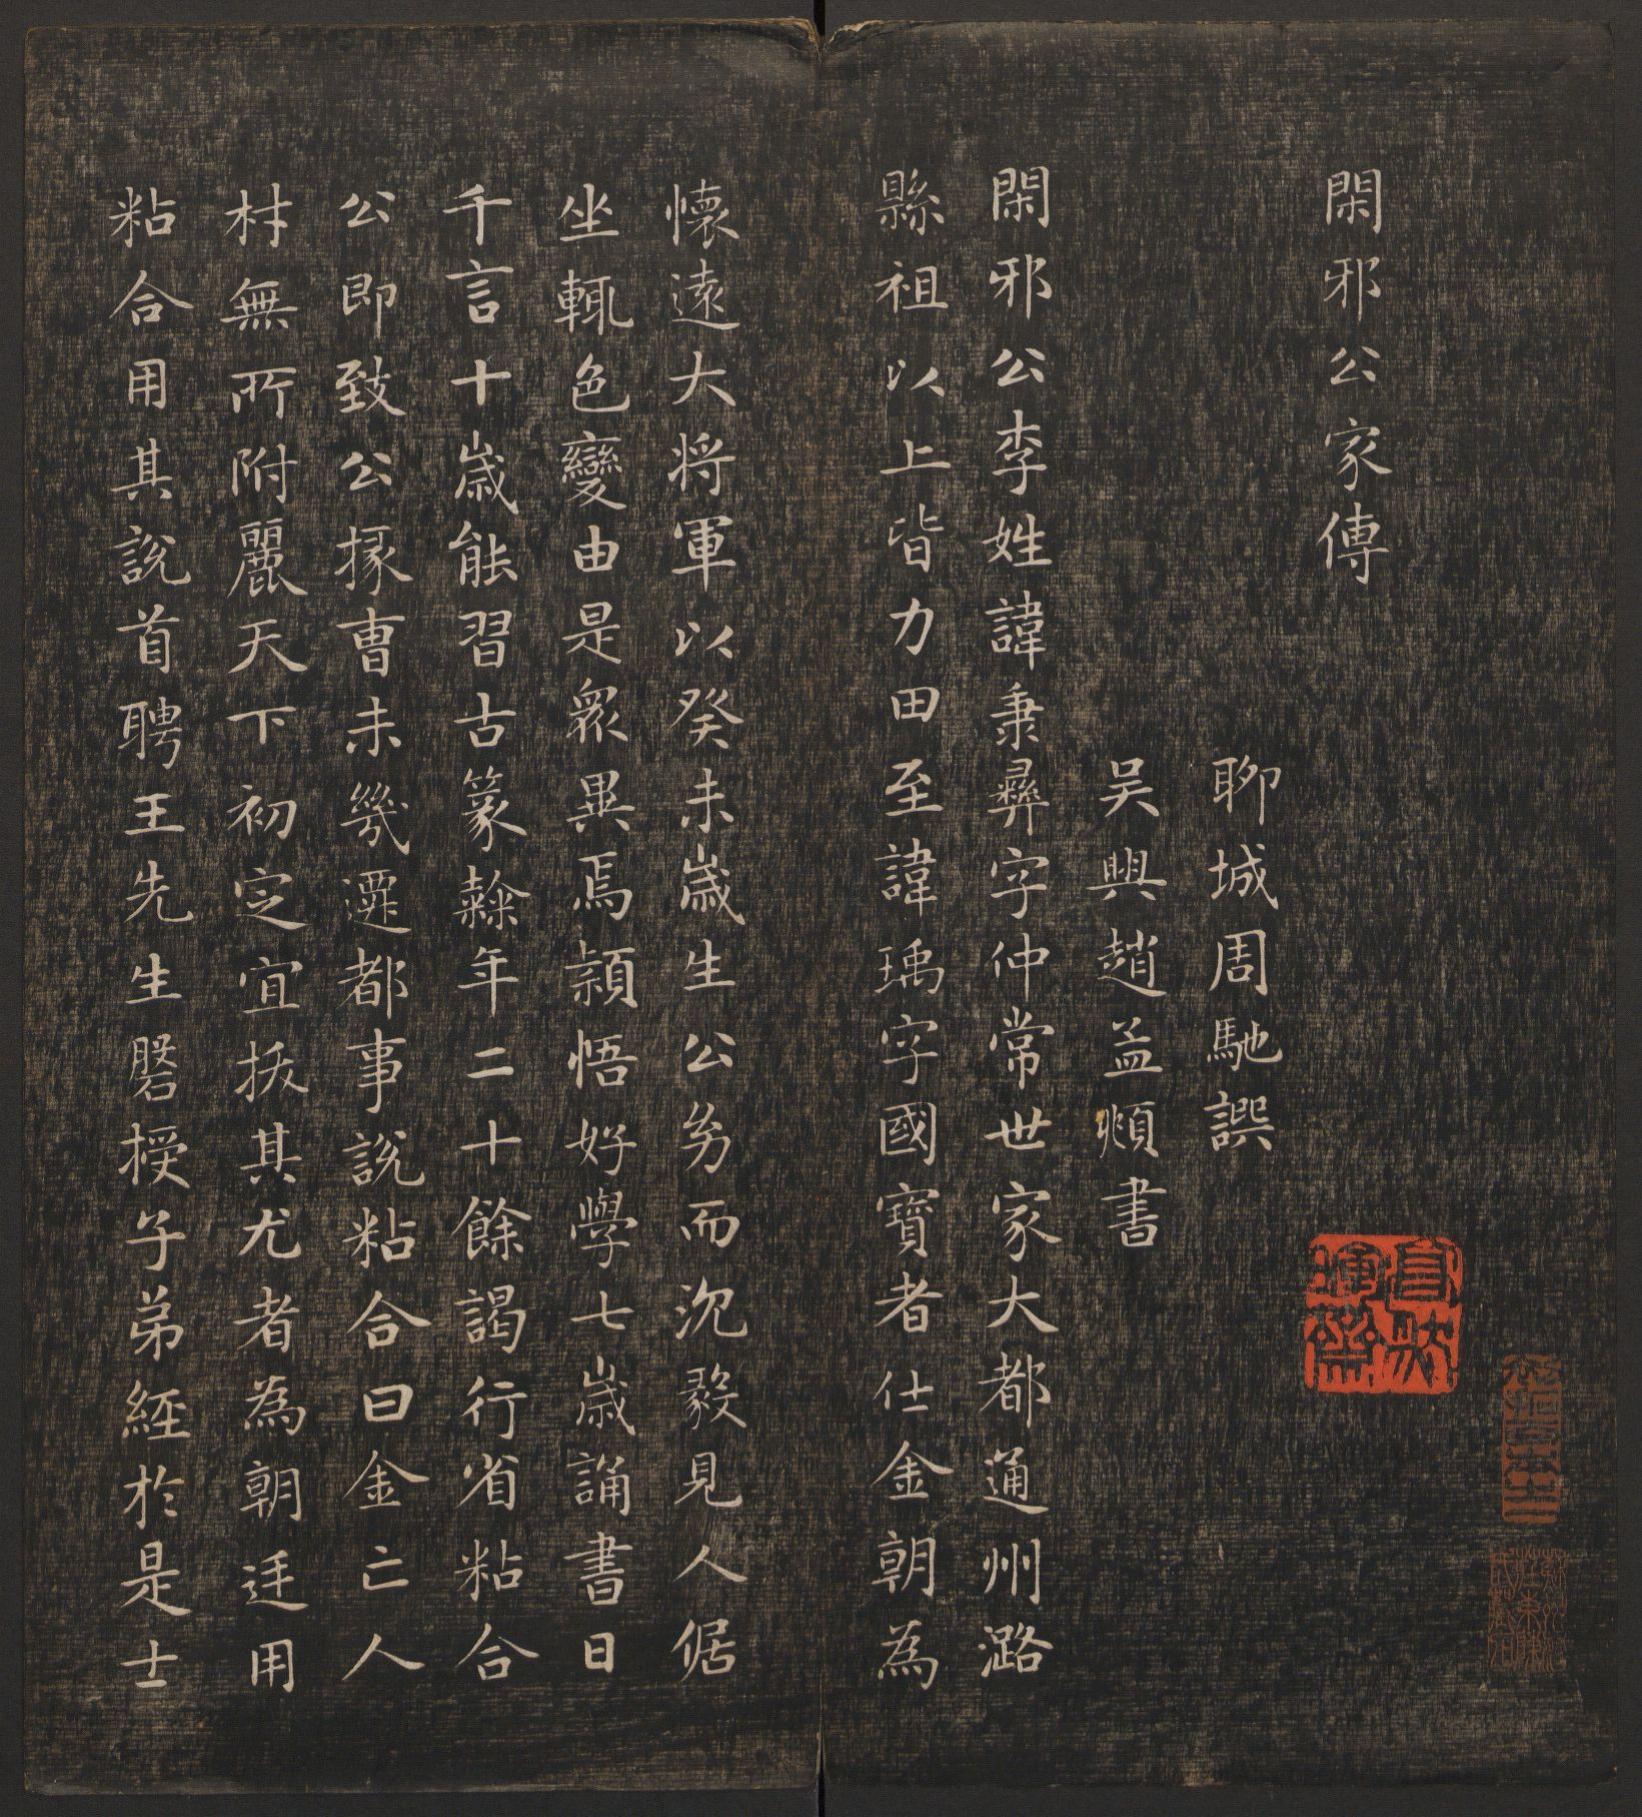 閑邪公家傳
聊城周馳譔
吳興趙孟頫書
閑邪公李姓諱秉彝字仲常世家大都通州潞
縣祖以上皆力田至諱瑀字國寶者仕金朝為
懷遠大將軍以癸未歲生公㓜而沉毅見人倨
坐輒色變由是眾異焉穎悟好學七歲誦書日
千言十歲能習古篆隸年二十餘謁行省粘合
公即致公掾曹未幾遷都事說粘合曰金亡人
材無所附麗天下初定宜拔其尤者為朝廷用
粘合用其說首聘王先生磐授子弟經於是士